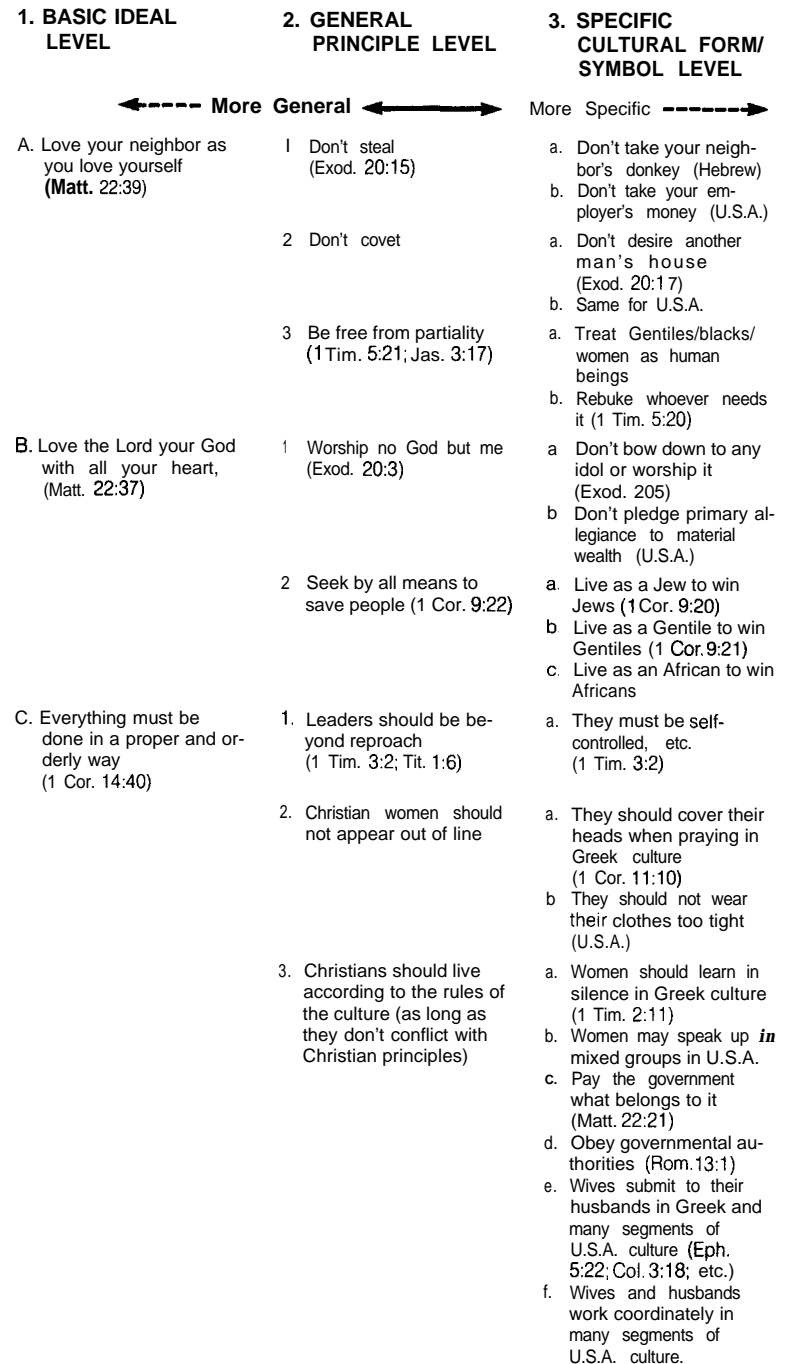 1. BASIC IDEAL
LEVEL
2. GENERAL
PRINCIPLE LEVEL
3. SPECIFIC
CULTURAL FORM/
SYMBOL LEVEL
More General
More Specific
A. Love your neighbor as
you love yourself
(Matt. 22:39)
I Don't steal
(Exod. 20:15)
a. Don't take your neigh-
bor's donkey (Hebrew)
b. Don't take your em-
ployer's money (U.S.A.)
2 Don't covet
a. Don't desire another
man's house
(Exod. 20:17)
b. Same for U.S.A.
3 Be free from partiality
(1 Tim. 5:21; Jas. 3:17)
a. Treat Gentiles/blacks/
women as human
beings
b. Rebuke whoever needs
it (1 Tim. 5:20)
B. Love the Lord your God
with all your heart,
(Matt. 22:37)
1 Worship no God but me
(Exod. 20:3)
a Don't bow down to any
idol or worship it
(Exod. 205)
b Don't pledge primary al-
legiance to material
wealth (U.S.A.)
2 Seek by all means to
save people (1 Cor. 9:22)
a. Live as a Jew to win
Jews (1 Cor. 9:20)
b Live as a Gentile to win
Gentiles (1 Cor. 9:21)
c. Live as an African to win
Africans
C. Everything must be
done in a proper and or-
derly way
(1 Cor. 14:40)
1. Leaders should be be-
yond reproach
(1 Tim. 3:2; Tit. 1:6)
a. They must be self-
controlled, etc.
(1 Tim. 3:2)
2. Christian women should
not appear out of line
a. They should cover their
heads when praying in
Greek culture
(1 Cor. 11:10)
b They should not wear
their clothes too tight
(U.S.A.)
3. Christians should live
according to the rules of
the culture (as long as
they don't conflict with
Christian principles)
a. Women should learn in
silence in Greek culture
(1 Tim. 2:11)
b. Women may speak up in
mixed groups in U.S.A.
c. Pay the government
what belongs to it
(Matt. 22:21)
d. Obey governmental au-
thorities (Rom. 13:1)
e. Wives submit to their
husbands in Greek and
many segments of
U.S.A. culture (Eph.
5:22; Col. 3:18; etc.)
f. Wives and husbands
work coordinately in
many segments of
U.S.A. culture.